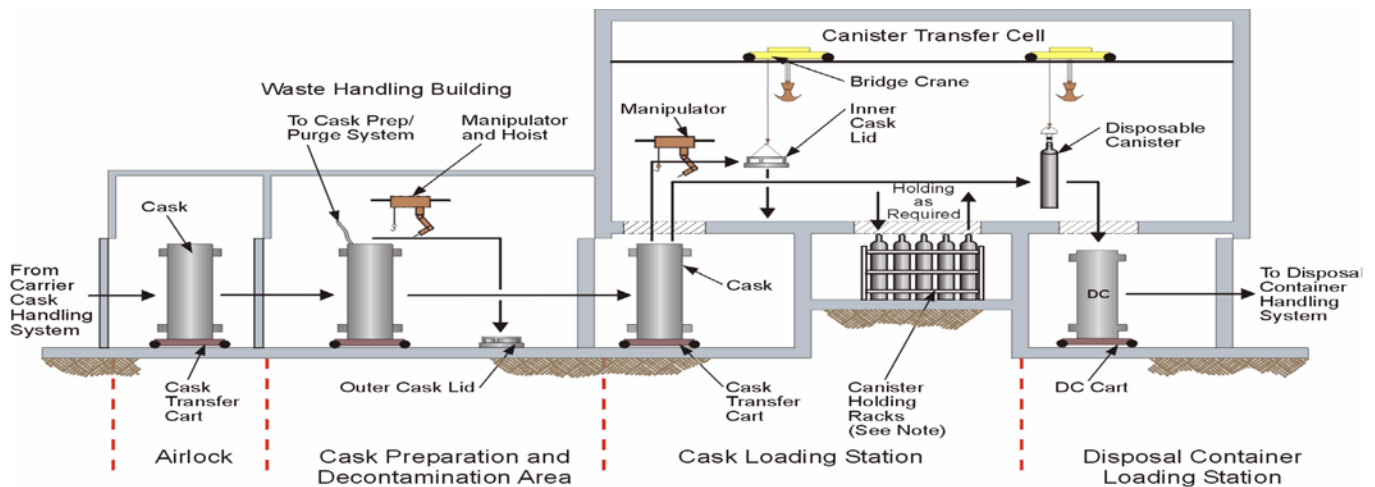 Canister Transfer Cell
Bridge Crane
Waste Handling Building
To Cask Prep/
Purge System
Manipulator
and Hoist
Manipulator
Inner
Cask
Lid
Disposable
Canister
Holding
as
Required
Cask
From
Carrier
Cask
Handling
System
Cask
DC
To Disposal
Container
Handling
System
Cask
Transfer
Cart
Outer Cask Lid
Cask
Transfer
Cart
Canister
Holding
Racks
(See Note)
DC Cart
Airlock
Cask Preparation and
Decontamination Area
Cask Loading Station
Disposal Container
Loading Station